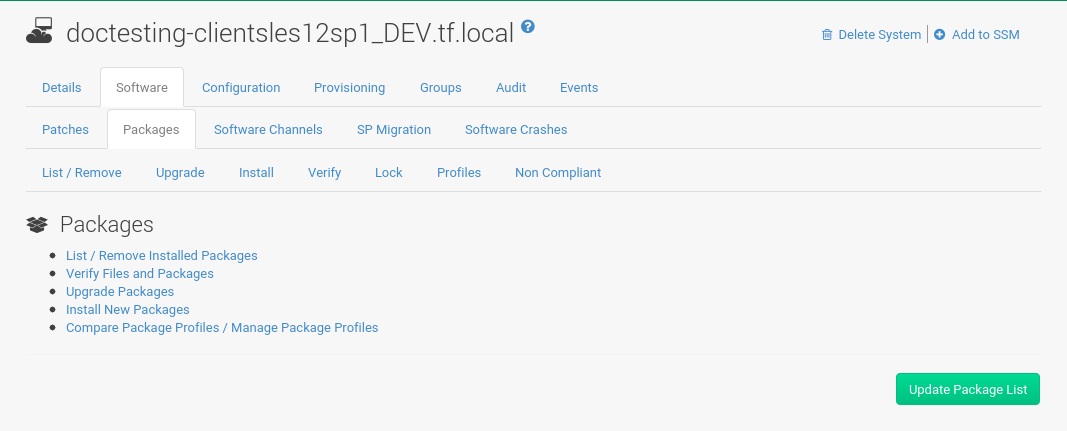 doctesting-clientsles12sp1_DEV.tf.local ?
Delete System | Add to SSM
Details Software Configuration Provisioning Groups Audit Events
Patches Packages Software Channels SP Migration Software Crashes
List / Remove Upgrade Install Verify Lock Profiles Non Compliant
Packages
List / Remove Installed Packages
Verify Files and Packages
Upgrade Packages
Install New Packages
Compare Package Profiles / Manage Package Profiles
Update Package List